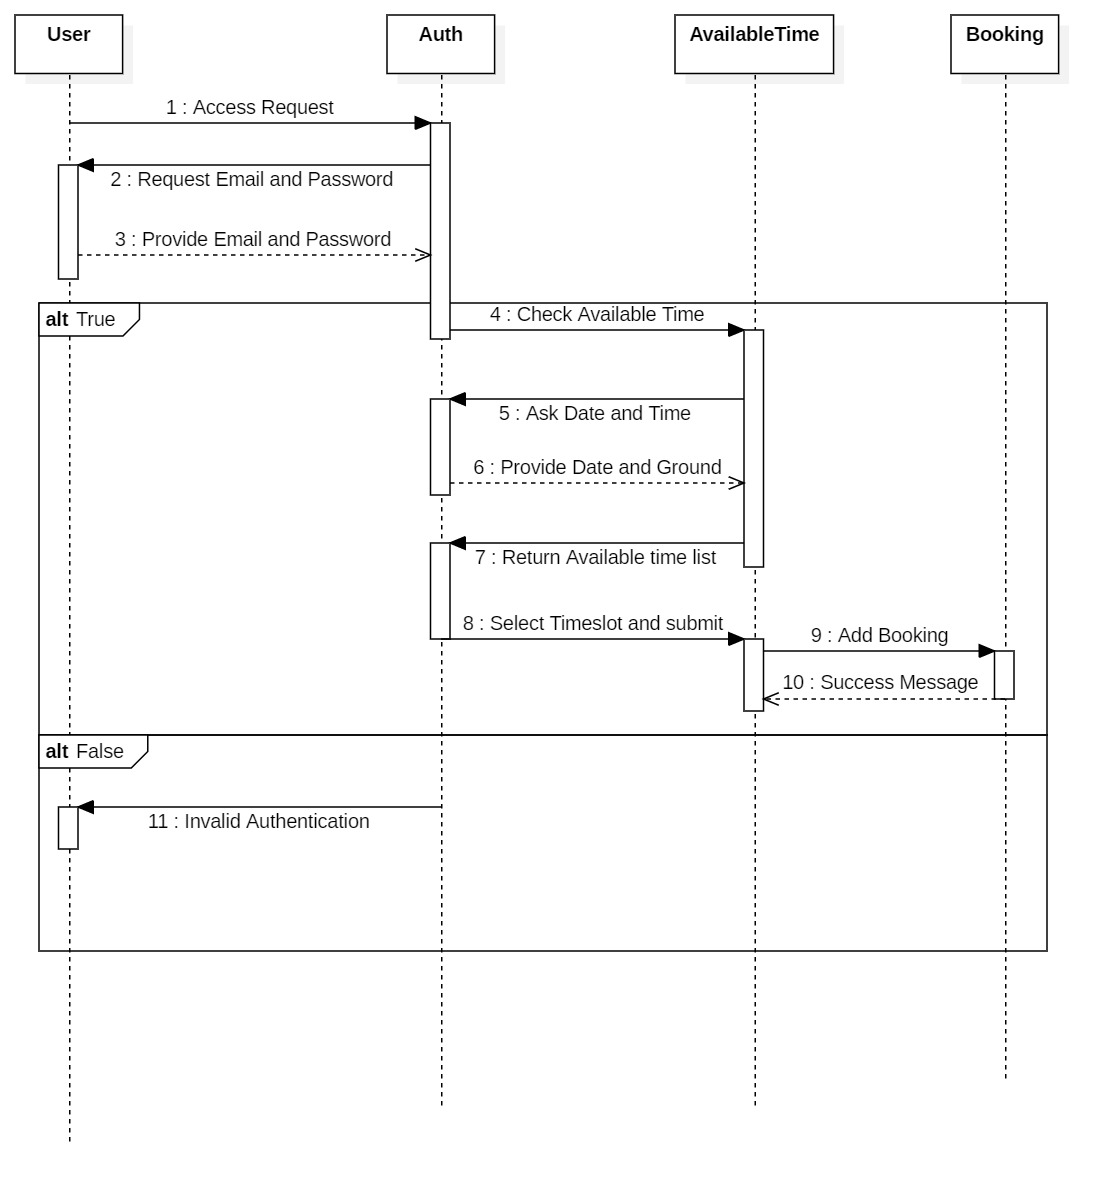 User
Auth
AvailableTime
Booking
1 : Access Request
2 : Request Email and Password
3 : Provide Email and Password
alt True
4 : Check Available Time
5 : Ask Date and Time
6 : Provide Date and Ground
7 : Return Available time list
8 : Select Timeslot and submit
9 : Add Booking
10 : Success Message
alt False
11 : Invalid Authentication